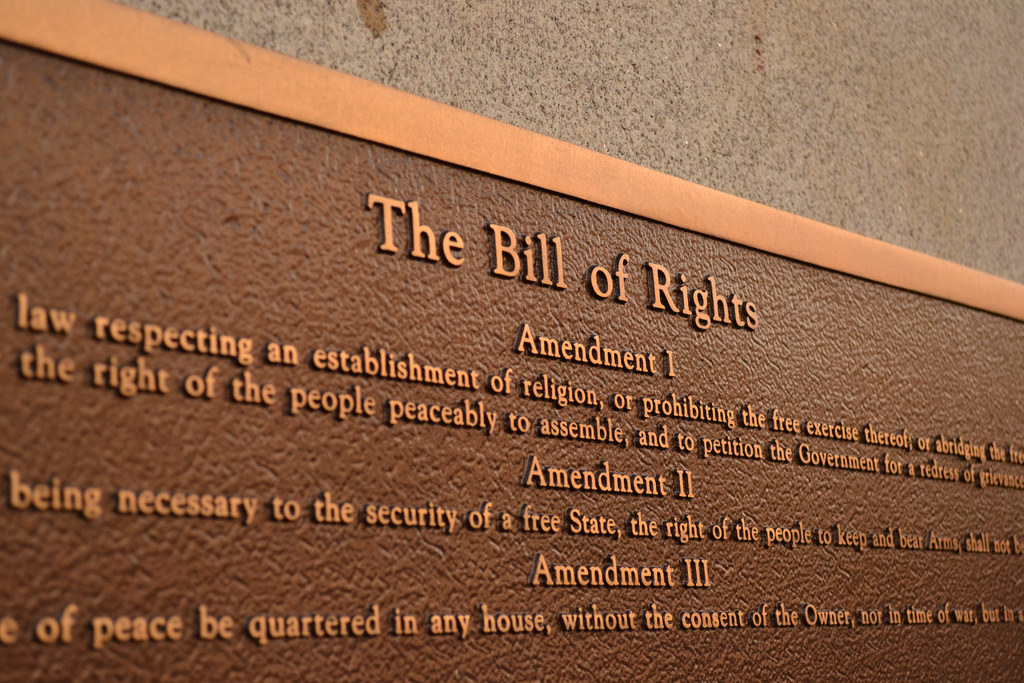 The Bill of Rights
Amendment I
law respecting an establishment of religion, or prohibiting the free exercise thereof; or abridging the free
the right of the people peaceably to assemble, and to petition the Government for a redress of grievance
Amendment II
being necessary to the security of a free State, the right of the people to keep and bear Arms, shall not b
Amendment III
e of peace be quartered in any house, without the consent of the Owner, nor in time of war, but in a